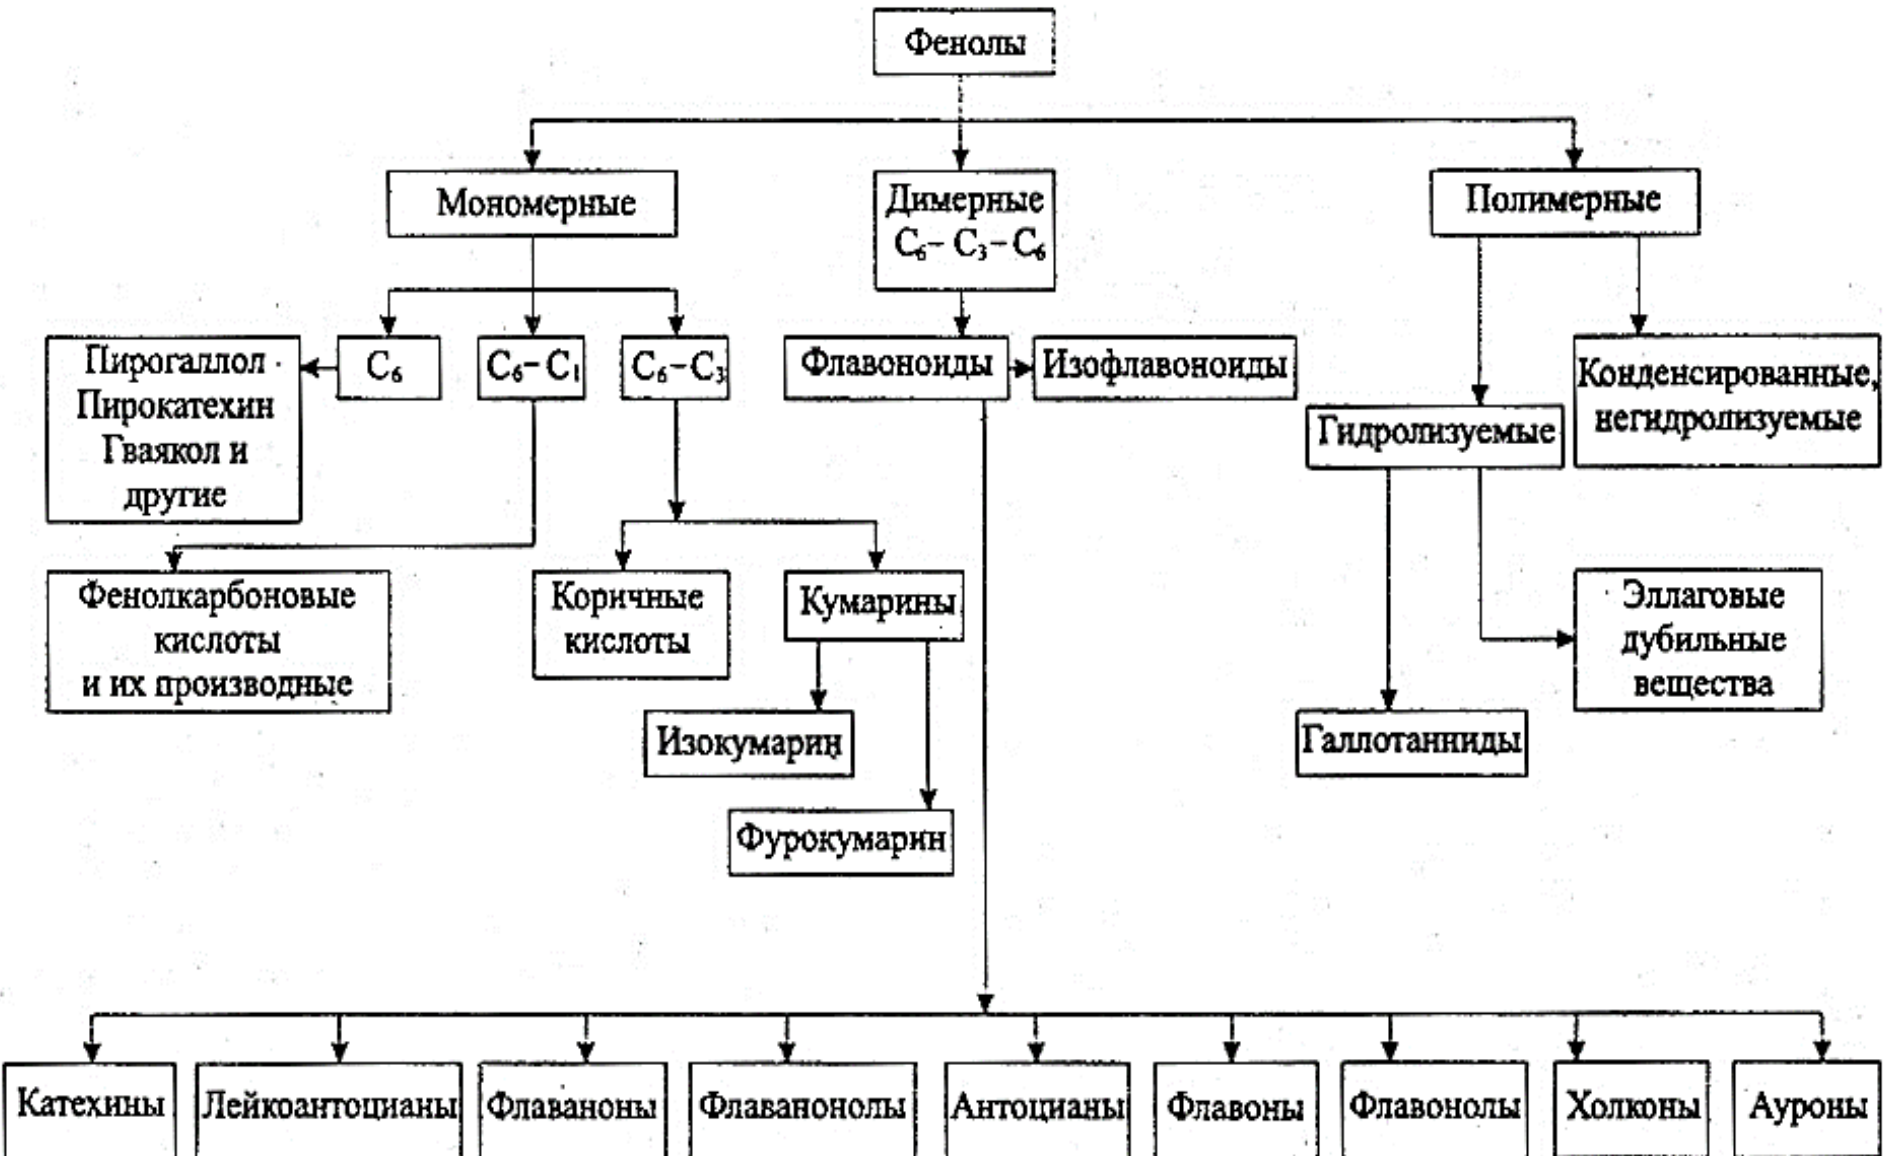 Фенолы
Мономерные
Димерные
C₆– C₃– C₆
Полимерные
Пирогаллол
Пирокатехин
Гваякол и
другие
C₆
C₆– C₁
C₆–C₃
Флавоноиды
Изофлавоноиды
Гидролизуемые
Конденсированные,
негидролизуемые
Фенолкарбоновые
кислоты
и их производные
Коричные
кислоты
Кумарины
Изокумарин
Фурокумарин
Галлотанниды
Эллаговые
дубильные
вещества
Катехины
Лейкоантоцианы
Флаваноны
Флаванонолы
Антоцианы
Флавоны
Флавонолы
Холконы
Ауроны